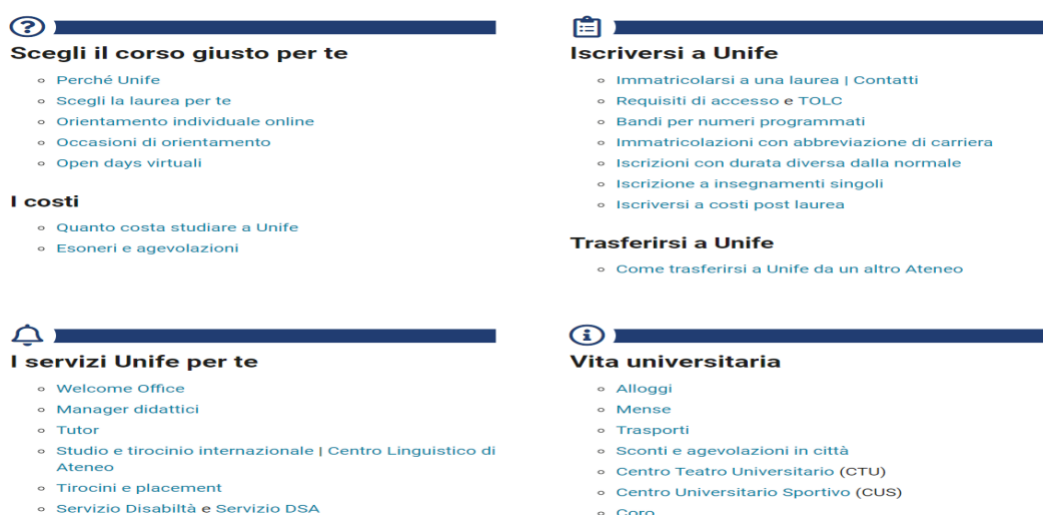 Scegli il corso giusto per te
Perché Unife
Scegli la laurea per te
Orientamento individuale online
Occasioni di orientamento
Open days virtuali
I costi
Quanto costa studiare a Unife
Esoneri e agevolazioni
Iscriversi a Unife
Immatricolarsi a una laurea | Contatti
Requisiti di accesso e TOLC
Bandi per numeri programmati
Immatricolazioni con abbreviazione di carriera
Iscrizioni con durata diversa dalla normale
Iscrizione a insegnamenti singoli
Iscriversi a costi post laurea
Trasferirsi a Unife
Come trasferirsi a Unife da un altro Ateneo
I servizi Unife per te
Welcome Office
Manager didattici
Tutor
Studio e tirocinio internazionale | Centro Linguistico di
Ateneo
Tirocini e placement
Servizio Disabiltà e Servizio DSA
Vita universitaria
Alloggi
Mense
Trasporti
Sconti e agevolazioni in città
Centro Teatro Universitario (CTU)
Centro Universitario Sportivo (CUS)
Coro